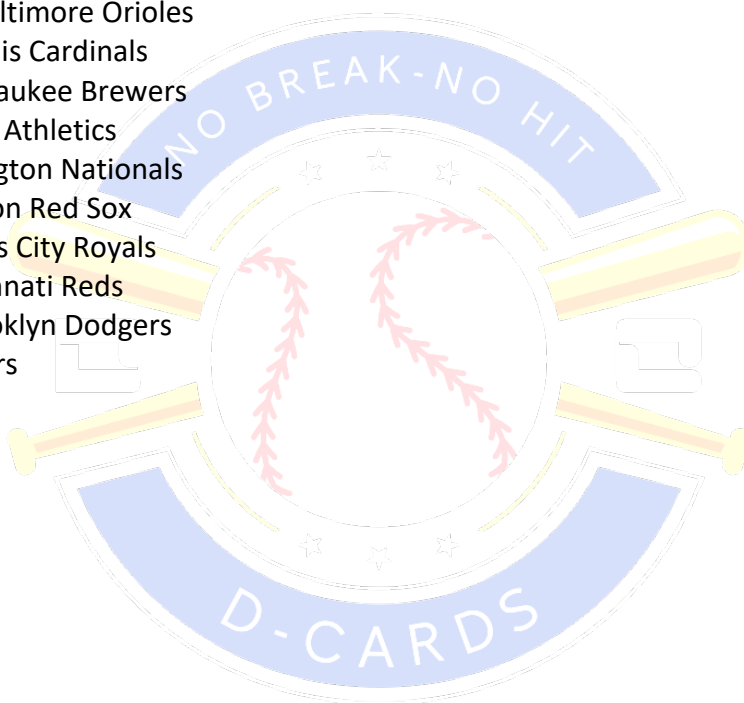 ltimore Orioles
is Cardinals
aukee Brewers
Athletics
gton Nationals
on Red Sox
s City Royals
nnati Reds
oklyn Dodgers
rs
NO BREAK-NO HIT
D-CARDS